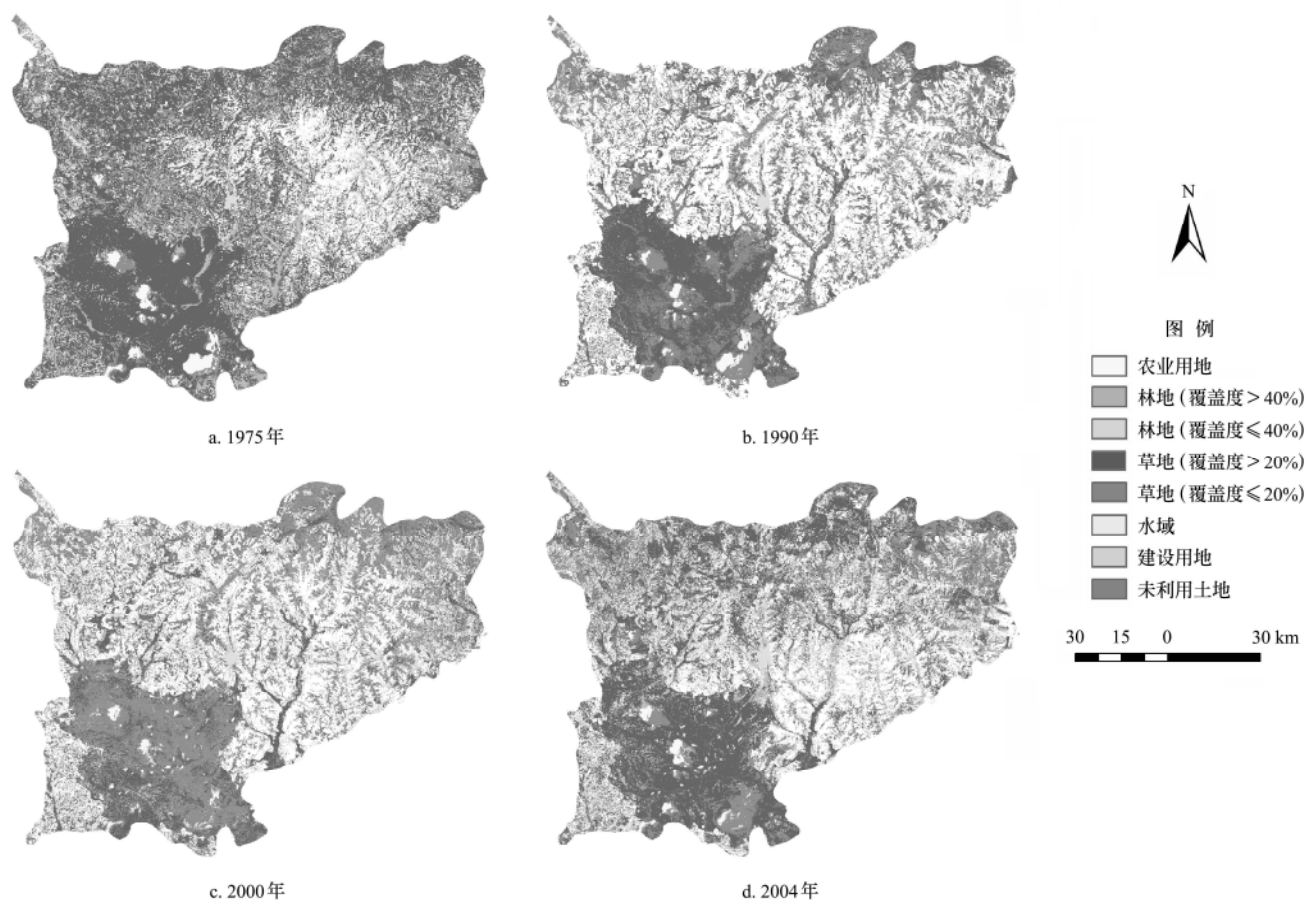 a. 1975年
b. 1990年
c. 2000年
d. 2004年
N
图 例
农业用地
林地(覆盖度>40%)
林地(覆盖度≤40%)
草地(覆盖度>20%)
草地(覆盖度≤20%)
水域
建设用地
未利用土地
30 15 0 30 km